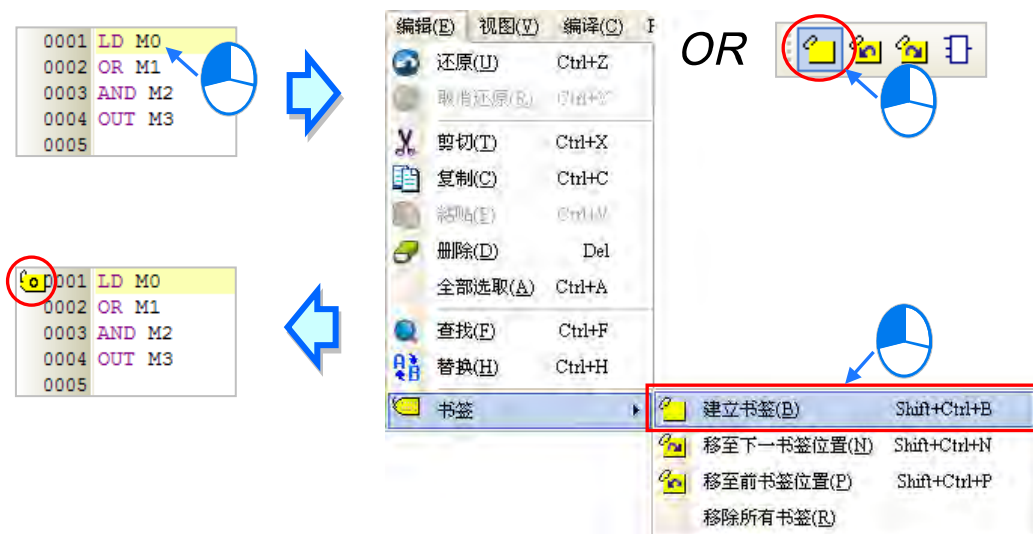 0001 LD M0
0002 OR M1
0003 AND M2
0004 OUT M3
0005
编辑(E) 视图(V) 编译(C)
还原(U) Ctrl+Z
取消还原(R) Ctrl+Y
剪切(T) Ctrl+X
复制(C) Ctrl+C
粘贴(P) Ctrl+V
删除(D) Del
全部选取(A) Ctrl+A
查找(F) Ctrl+F
替换(H) Ctrl+H
书签
OR
建立书签(B) Shift+Ctrl+B
移至下一书签位置(N) Shift+Ctrl+N
移至前书签位置(P) Shift+Ctrl+P
移除所有书签(R)
0001 LD M0
0002 OR M1
0003 AND M2
0004 OUT M3
0005